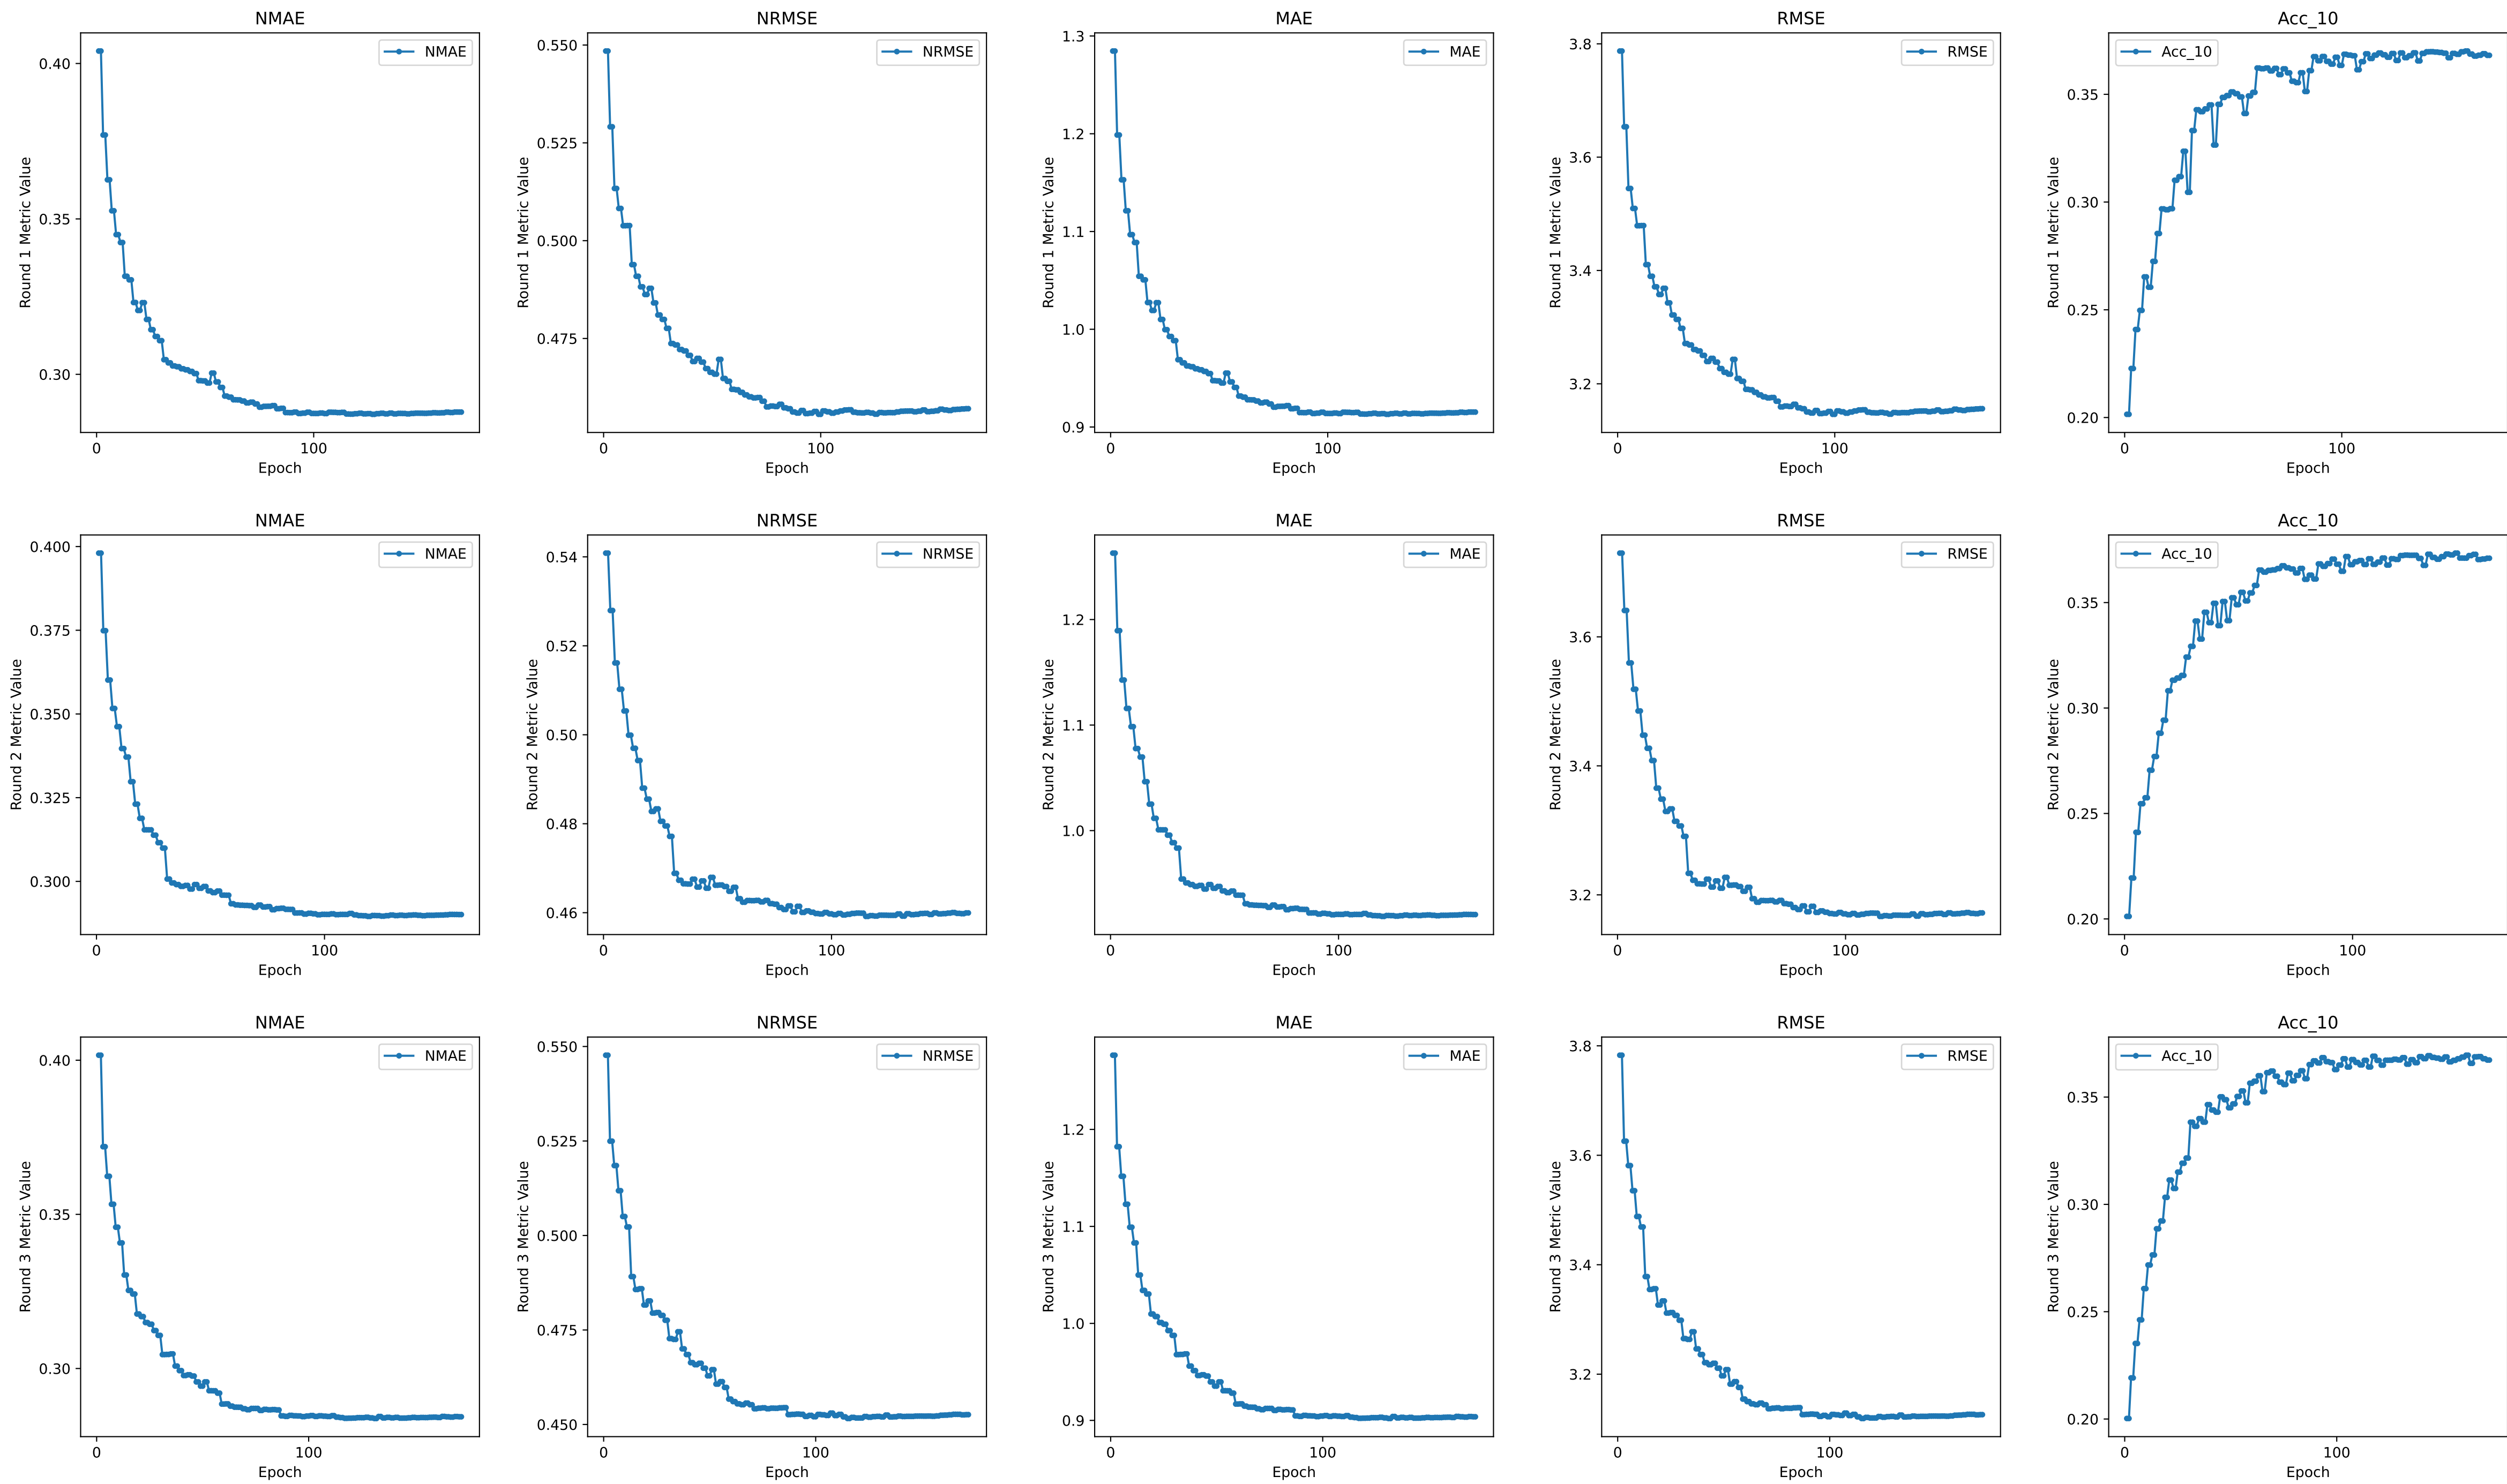 NMAE
NMAE
0.40
0.35
0.30
Round 1 Metric Value
0
100
Epoch
NRMSE
NRMSE
0.550
0.525
0.500
0.475
Round 1 Metric Value
0
100
Epoch
MAE
MAE
1.3
1.2
1.1
1.0
0.9
Round 1 Metric Value
0
100
Epoch
RMSE
RMSE
3.8
3.6
3.4
3.2
Round 1 Metric Value
0
100
Epoch
Acc_10
Acc_10
0.35
0.30
0.25
0.20
Round 1 Metric Value
0
100
Epoch
NMAE
NMAE
0.400
0.375
0.350
0.325
0.300
Round 2 Metric Value
0
100
Epoch
NRMSE
NRMSE
0.54
0.52
0.50
0.48
0.46
Round 2 Metric Value
0
100
Epoch
MAE
MAE
1.2
1.1
1.0
Round 2 Metric Value
0
100
Epoch
RMSE
RMSE
3.6
3.4
3.2
Round 2 Metric Value
0
100
Epoch
Acc_10
Acc_10
0.35
0.30
0.25
0.20
Round 2 Metric Value
0
100
Epoch
NMAE
NMAE
0.40
0.35
0.30
Round 3 Metric Value
0
100
Epoch
NRMSE
NRMSE
0.550
0.525
0.500
0.475
0.450
Round 3 Metric Value
0
100
Epoch
MAE
MAE
1.2
1.1
1.0
0.9
Round 3 Metric Value
0
100
Epoch
RMSE
RMSE
3.8
3.6
3.4
3.2
Round 3 Metric Value
0
100
Epoch
Acc_10
Acc_10
0.35
0.30
0.25
0.20
Round 3 Metric Value
0
100
Epoch